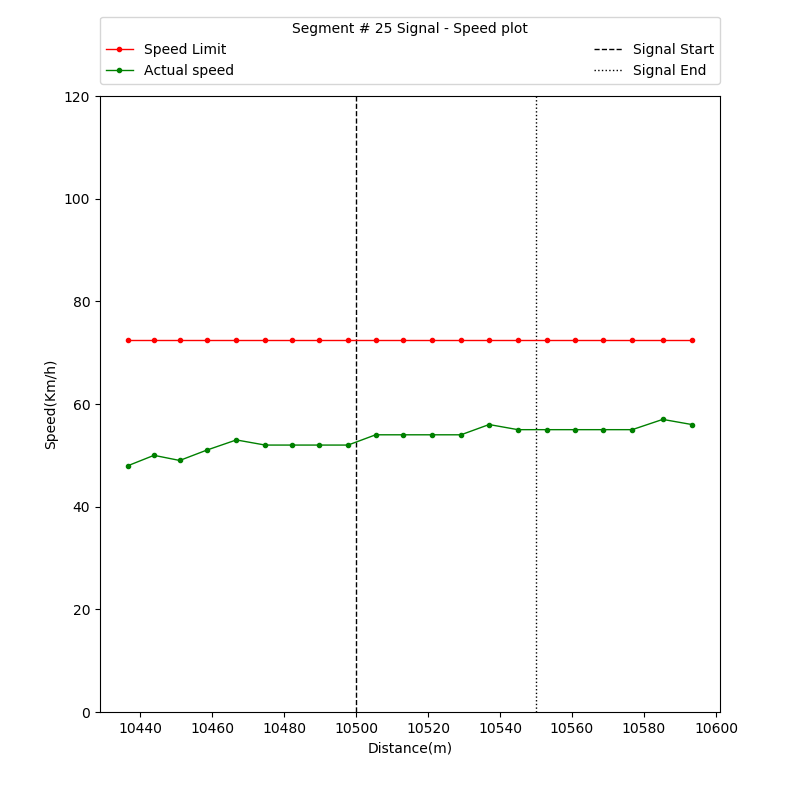 Segment # 25 Signal - Speed plot
Speed Limit
Actual speed
Signal Start
Signal End
120
100
80
60
40
20
0
Speed(Km/h)
10440 10460 10480 10500 10520 10540 10560 10580 10600
Distance(m)